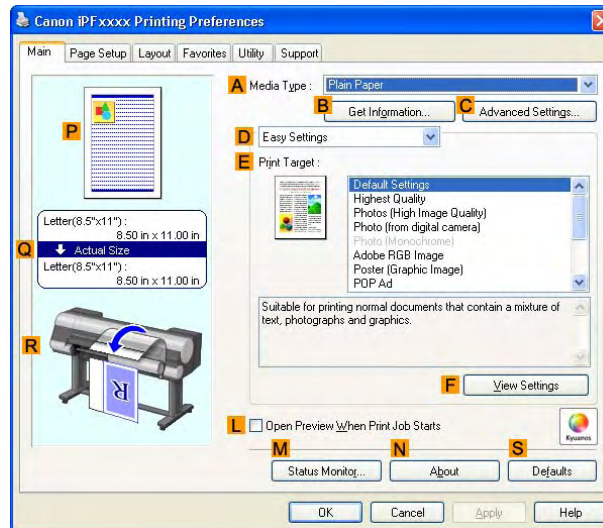 Canon iPFxxxx Printing Preferences
Main Page Setup Layout Favorites Utility Support
A Media Type : Plain Paper
B C
Get Information... Advanced Settings...
P
D Easy Settings
E Print Target :
Default Settings
Highest Quality
Photos (High Image Quality)
Photo (from digital camera)
Photo (Monochrome)
Adobe RGB Image
Poster (Graphic Image)
POP Ad
Letter(8.5"x11") :
8.50 in x 11.00 in
Q Actual Size
Letter(8.5"x11") :
8.50 in x 11.00 in
Suitable for printing normal documents that contain a mixture of
text, photographs and graphics.
R
R
F View Settings
L Open Preview When Print Job Starts
Kyuanos
M N S
Status Monitor... About Defaults
OK Cancel Apply Help